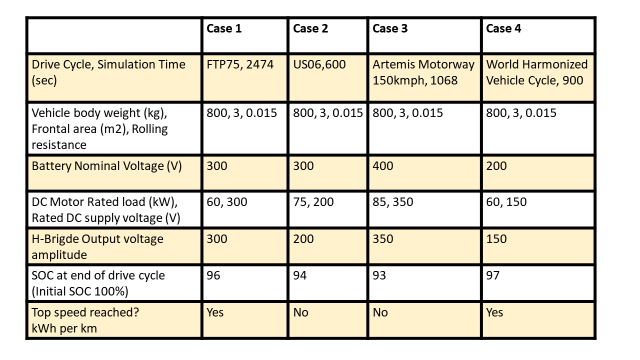 Case 1 Case 2 Case 3 Case 4
Drive Cycle, Simulation Time (sec) FTP75, 2474 US06,600 Artemis Motorway 150kmph, 1068 World Harmonized Vehicle Cycle, 900
Vehicle body weight (kg), Frontal area (m2), Rolling resistance 800, 3, 0.015 800, 3, 0.015 800, 3, 0.015 800, 3, 0.015
Battery Nominal Voltage (V) 300 300 400 200
DC Motor Rated load (kW), Rated DC supply voltage (V) 60, 300 75, 200 85, 350 60, 150
H-Brigde Output voltage amplitude 300 200 350 150
SOC at end of drive cycle (Initial SOC 100%) 96 94 93 97
Top speed reached? kWh per km Yes No No Yes